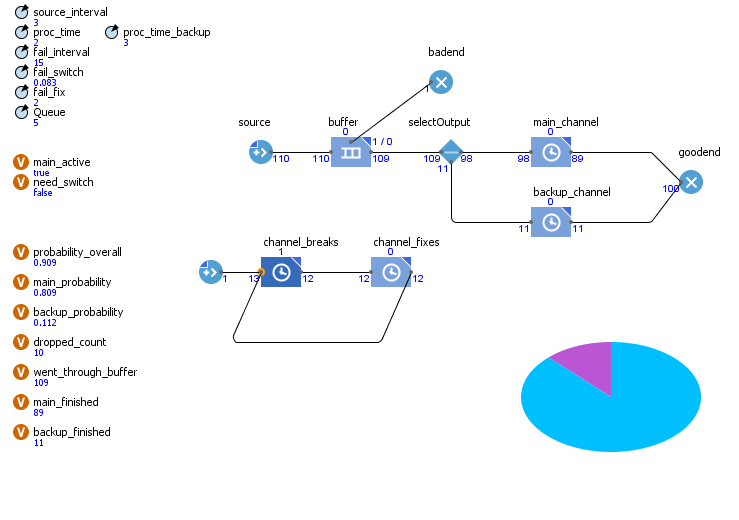 source_interval
3
proc_time
2
proc_time_backup
3
fail_interval
15
fail_switch
0.083
fail_fix
2
Queue
5
main_active
true
need_switch
false
probability_overall
0.909
main_probability
0.809
backup_probability
0.112
dropped_count
10
went_through_buffer
109
main_finished
89
backup_finished
11
badend
1
source
110
buffer
0
1 / 0
110
109
selectOutput
109
98
11
main_channel
0
98
89
goodend
100
backup_channel
0
11
11
channel_breaks
1
1
13
12
channel_fixes
0
12
12